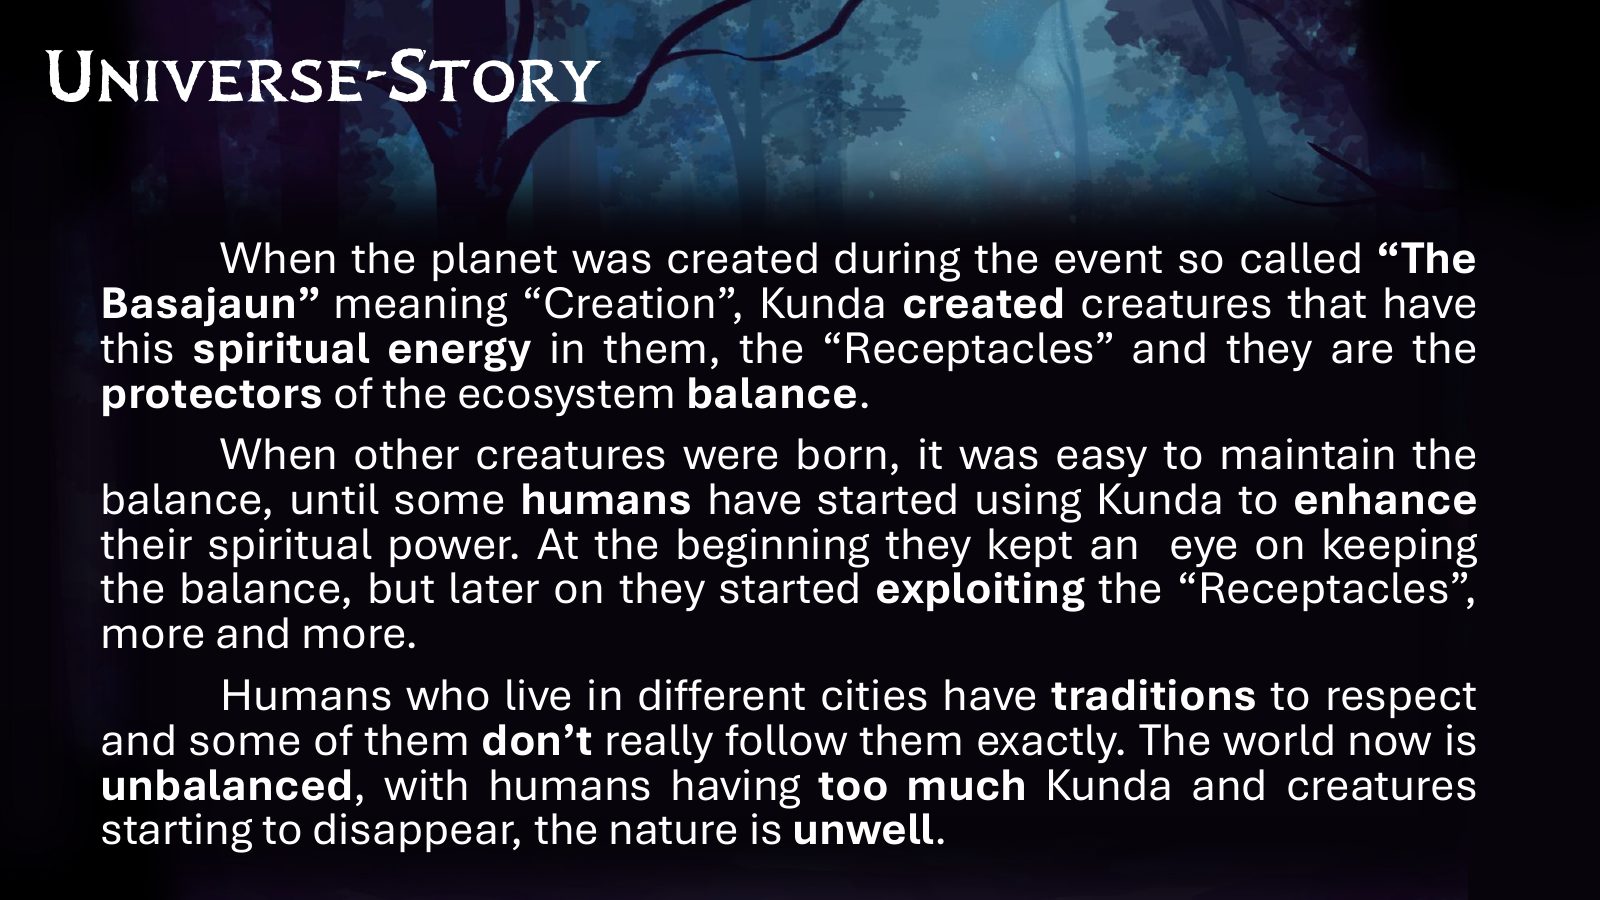 Universe-Story
When the planet was created during the event so called “The
Basajaun” meaning “Creation”, Kunda created creatures that have
this spiritual energy in them, the “Receptacles” and they are the
protectors of the ecosystem balance.
When other creatures were born, it was easy to maintain the
balance, until some humans have started using Kunda to enhance
their spiritual power. At the beginning they kept an  eye on keeping
the balance, but later on they started exploiting the “Receptacles”,
more and more.
Humans who live in different cities have traditions to respect
and some of them don’t really follow them exactly. The world now is
unbalanced, with humans having too much Kunda and creatures
starting to disappear, the nature is unwell.